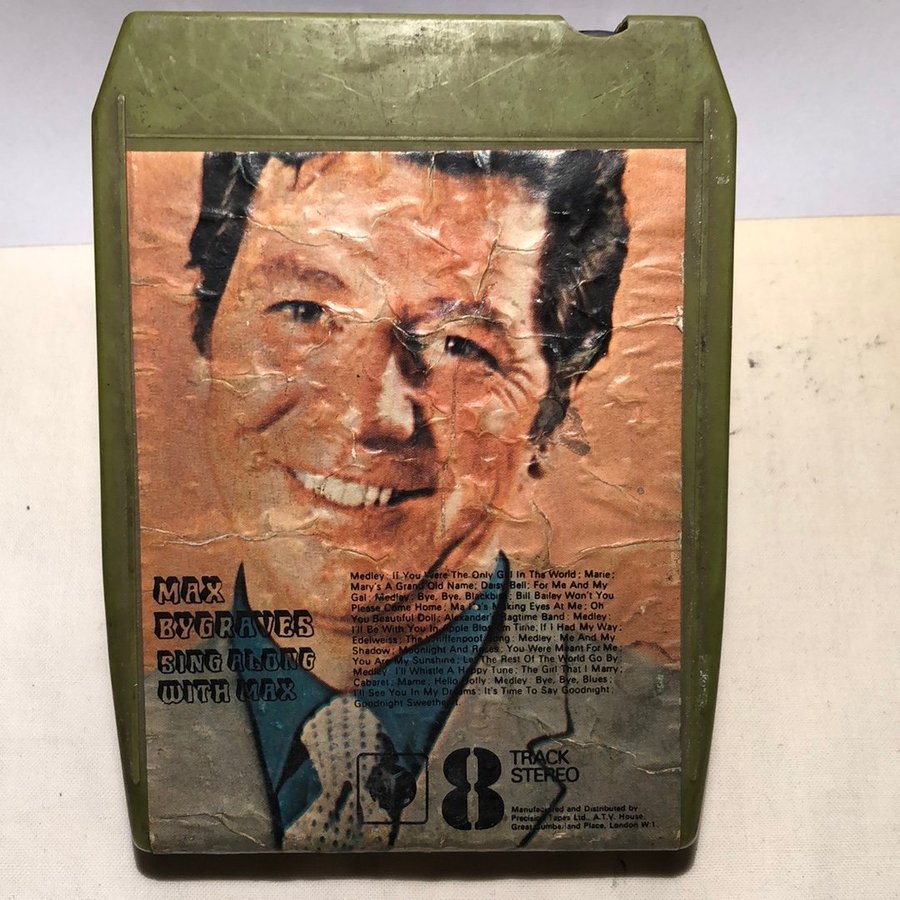 MAX
BYGRAVES
SING ALONG
WITH MAX
Medley: If You Were The Only Girl In The World; Marie;
Mary's A Grand Old Name; Daisy Bell; For Me And My
Gal; Medley: Bye, Bye, Blackbird; Bill Bailey Won't You
Please Come Home; Ma He's Making Eyes At Me; Oh
You Beautiful Doll; Alexander's Ragtime Band; Medley:
I'll Be With You In Apple Blossom Time; If I Had My Way;
Edelweiss; The Whiffenpoof Song; Medley: Me And My
Shadow; Moonlight And Roses; You Were Meant For Me;
You Are My Sunshine; Let The Rest Of The World Go By;
Medley: I'll Whistle A Happy Tune; The Girl That I Marry;
Cabaret; Mame; Hello, Dolly; Medley: Bye, Bye, Blues;
I'll See You In My Dreams; It's Time To Say Goodnight;
Goodnight Sweetheart.
8 TRACK
STEREO
Manufactured and Distributed by
Precision Tapes Ltd., A.T.V. House,
Great Cumberland Place, London W.1.